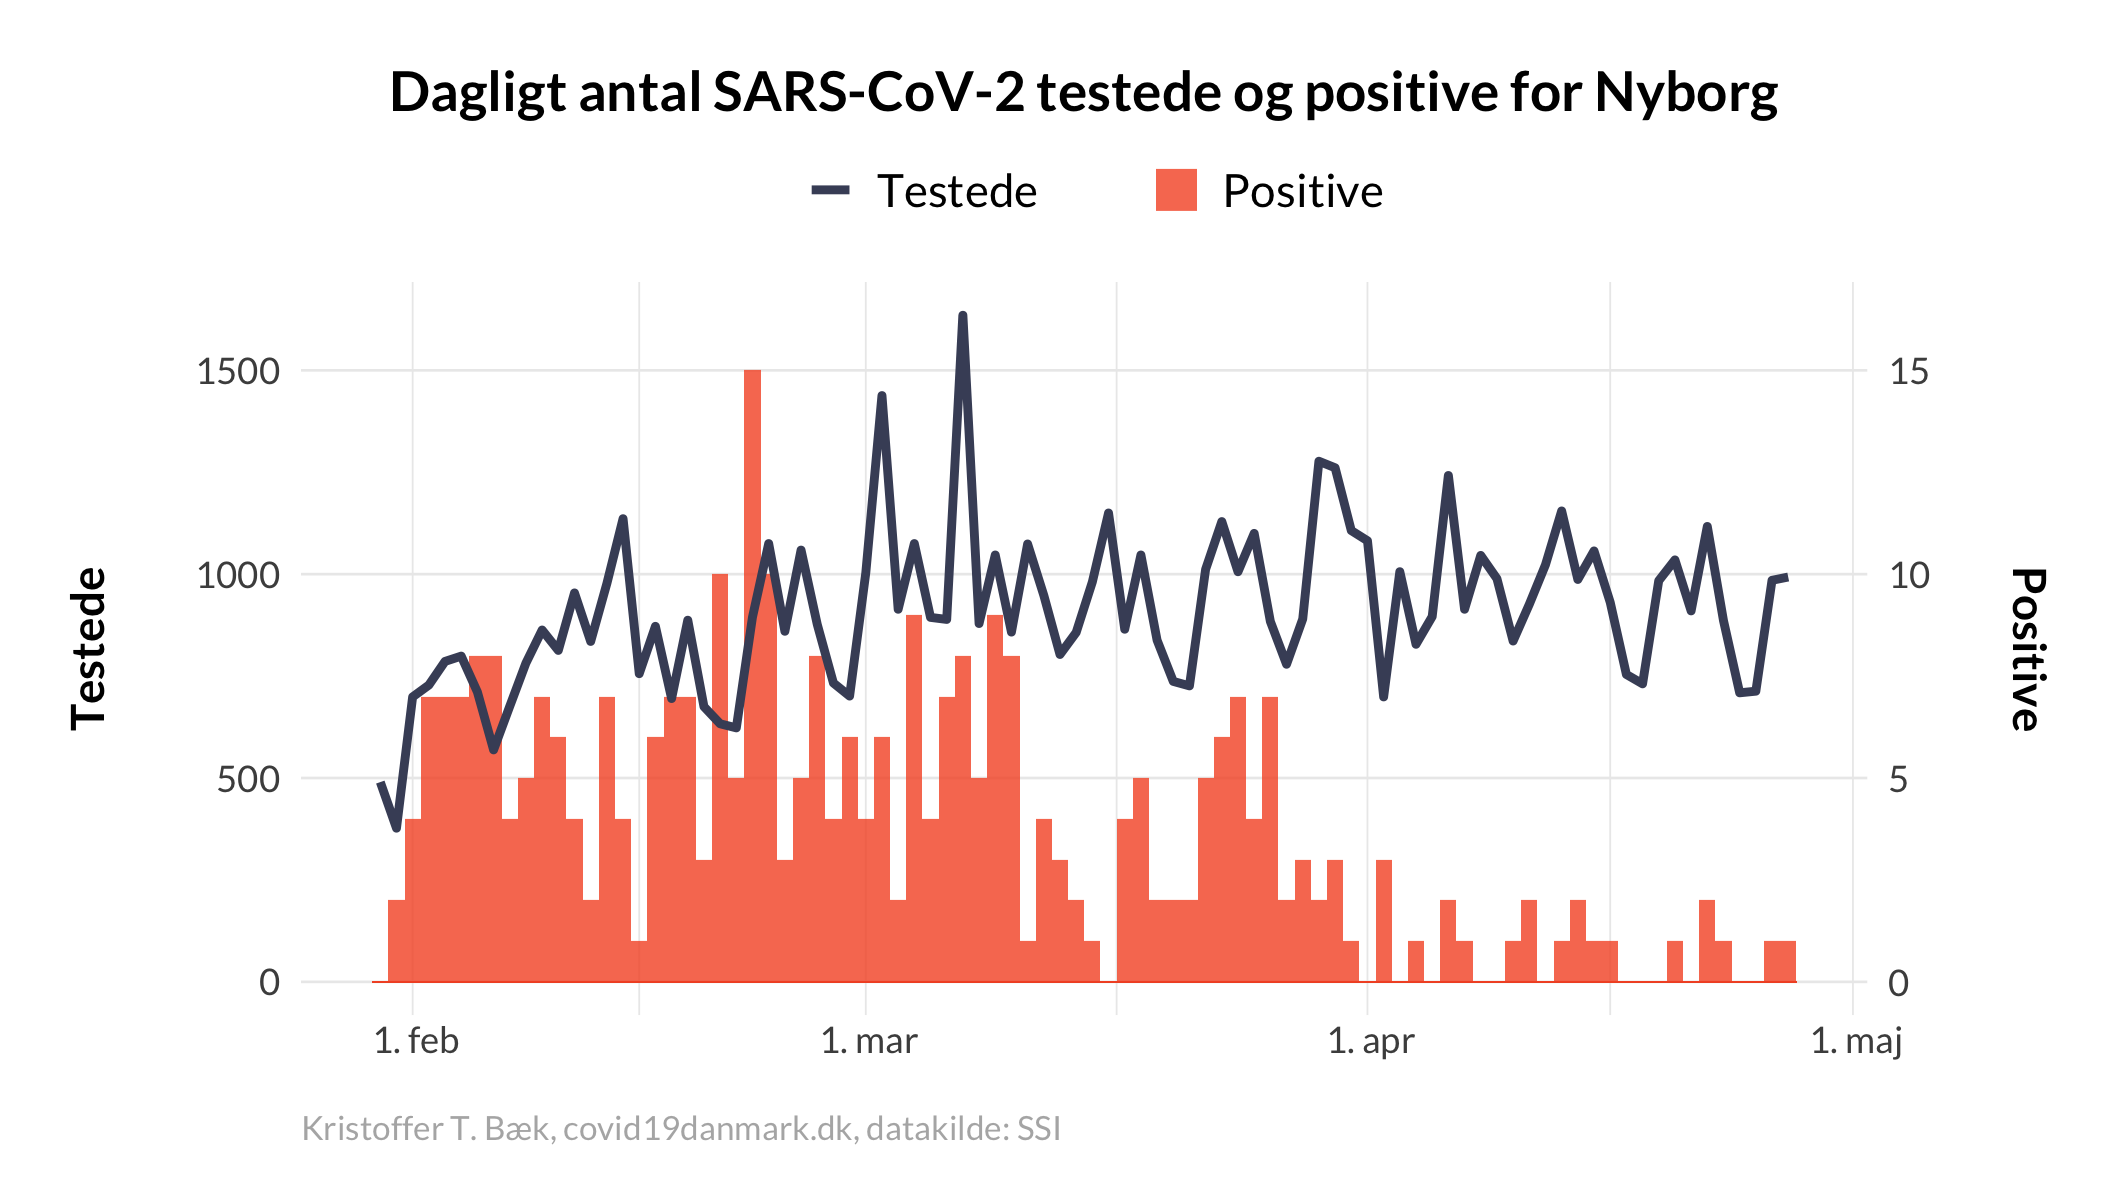 Dagligt antal SARS-CoV-2 testede og positive for Nyborg
Testede
Positive
1500
1000
500
0
15
10
5
0
Testede
Positive
1. feb
1. mar
1. apr
1. maj
Kristoffer T. Bæk, covid19danmark.dk, datakilde: SSI